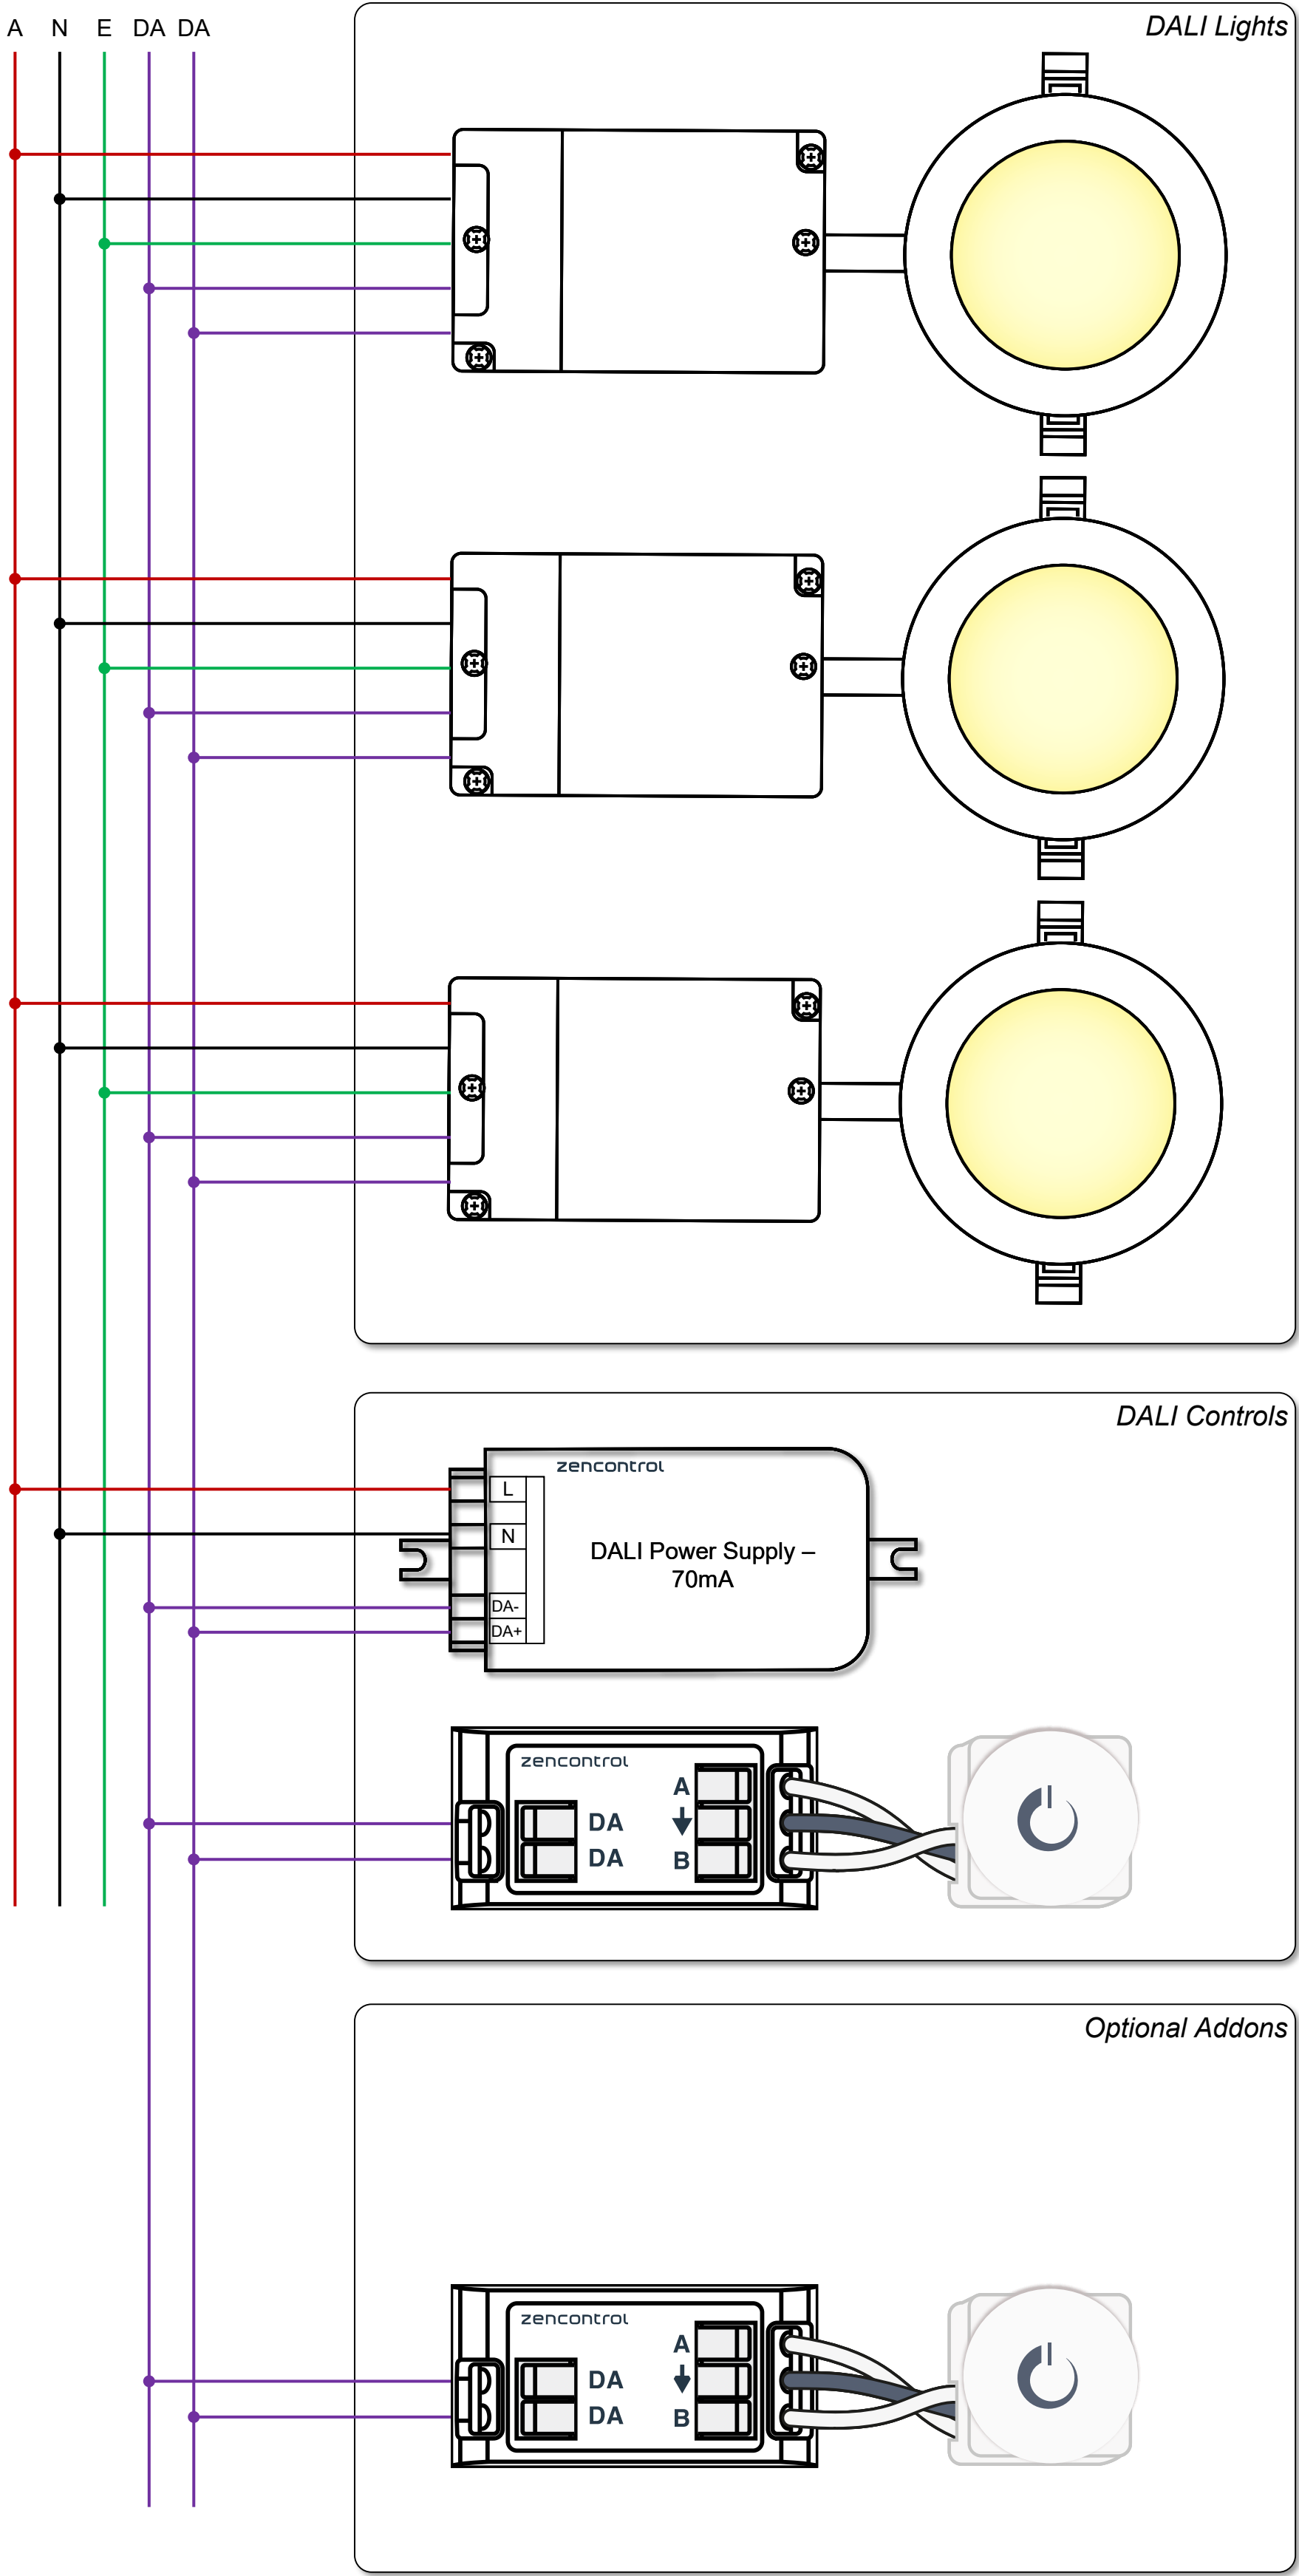 A N E DA DA
DALI Lights
DALI Controls
zencontrol
L
N
DALI Power Supply –
70mA
DA-
DA+
zencontrol
A
DA
DA
B
Optional Addons
zencontrol
A
DA
DA
B